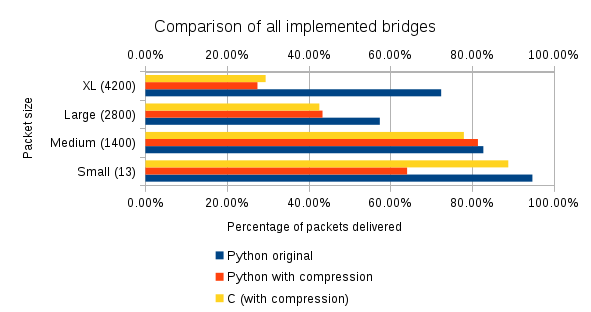 Comparison of all implemented bridges
0.00% 20.00% 40.00% 60.00% 80.00% 100.00%
XL (4200)
Large (2800)
Medium (1400)
Small (13)
Packet size
0.00% 20.00% 40.00% 60.00% 80.00% 100.00%
Percentage of packets delivered
Python original
Python with compression
C (with compression)